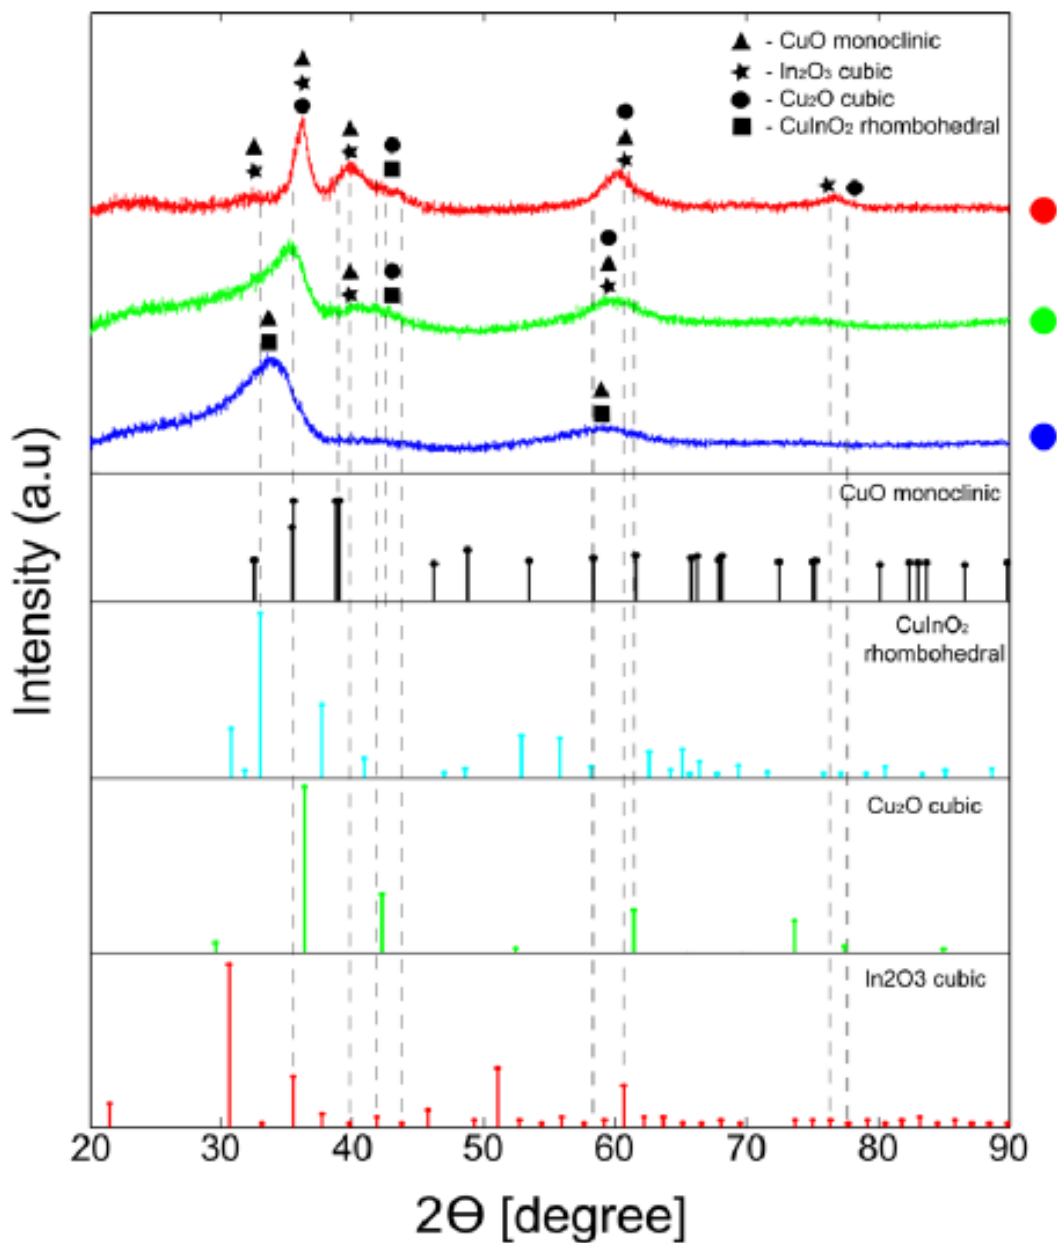 ▲ - CuO monoclinic
★ - In₂O₃ cubic
● - Cu₂O cubic
■ - CuInO₂ rhombohedral
Intensity (a.u)
CuO monoclinic
CuInO₂
rhombohedral
Cu₂O cubic
In2O3 cubic
20 30 40 50 60 70 80 90
2Θ [degree]